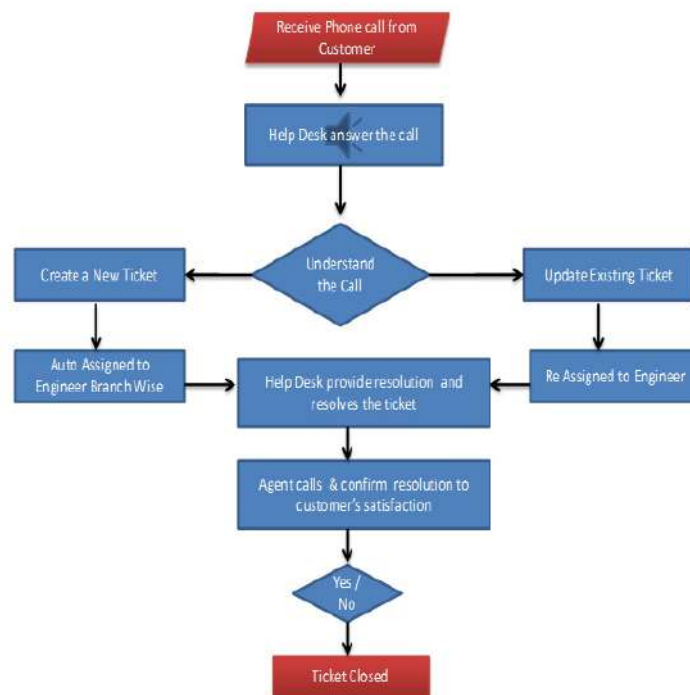 Receive Phone call from
Customer
Help Desk answer the call
Understand
the Call
Create a New Ticket
Update Existing Ticket
Auto Assigned to
Engineer Branch Wise
Help Desk provide resolution and
resolves the ticket
Re Assigned to Engineer
Agent calls & confirm resolution to
customer's satisfaction
Yes /
No
Ticket Closed